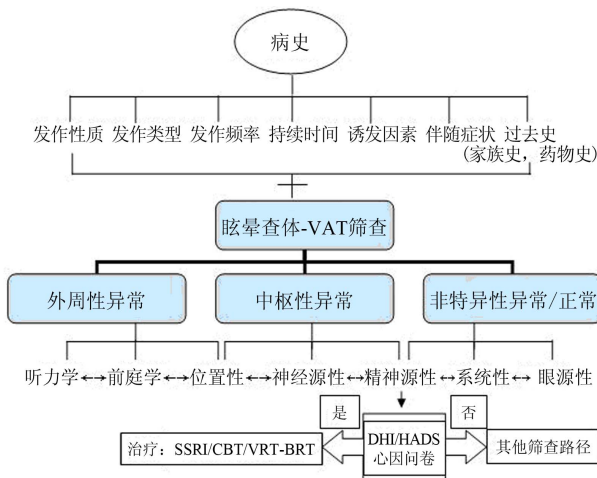 病史
发作性质 发作类型 发作频率 持续时间 诱发因素 伴随症状 过去史
(家族史，药物史)
眩晕查体-VAT筛查
外周性异常 中枢性异常 非特异性异常/正常
听力学↔前庭学↔位置性↔神经源性↔精神源性↔系统性↔眼源性
是 否
治疗：SSRI/CBT/VRT-BRT DHI/HADS 其他筛查路径
心因问卷